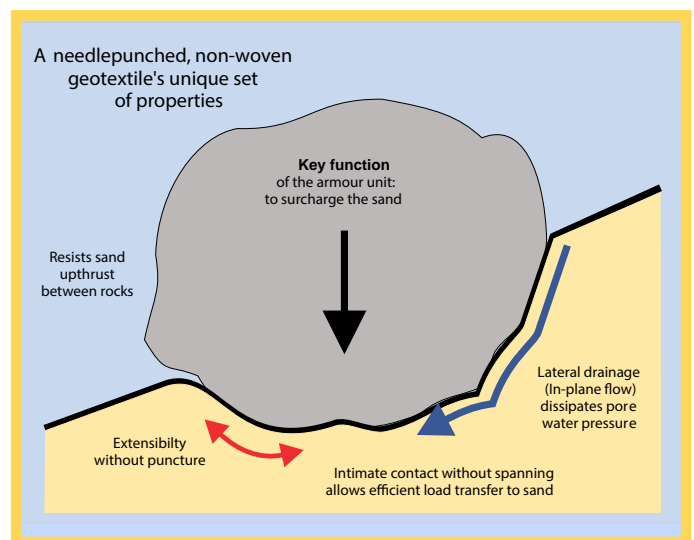 A needlepunched, non-woven
geotextile's unique set
of properties
Key function
of the armour unit:
to surcharge the sand
Resists sand
upthrust
between rocks
Lateral drainage
(In-plane flow)
dissipates pore
water pressure
Extensibilty
without puncture
Intimate contact without spanning
allows efficient load transfer to sand